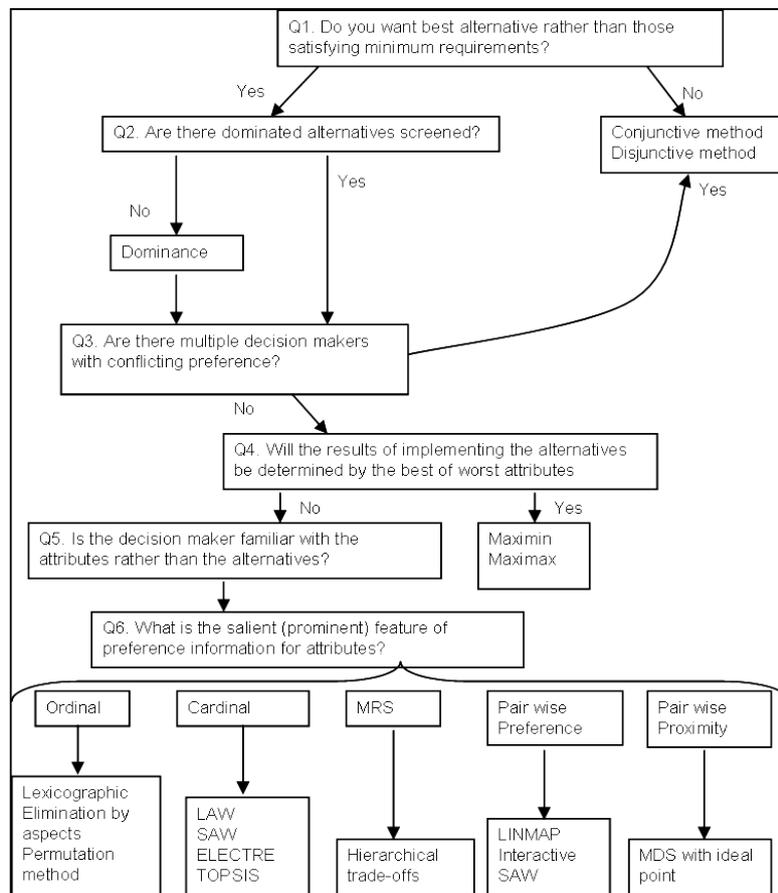 Q1. Do you want best alternative rather than those
satisfying minimum requirements?
Yes
No
Q2. Are there dominated alternatives screened?
Conjunctive method
Disjunctive method
Yes
Yes
No
Dominance
Q3. Are there multiple decision makers
with conflicting preference?
No
Q4. Will the results of implementing the alternatives
be determined by the best of worst attributes
No
Yes
Q5. Is the decision maker familiar with the
attributes rather than the alternatives?
Maximin
Maximax
Q6. What is the salient (prominent) feature of
preference information for attributes?
Ordinal
Cardinal
MRS
Pair wise
Preference
Pair wise
Proximity
Lexicographic
Elimination by
aspects
Permutation
method
LAW
SAW
ELECTRE
TOPSIS
Hierarchical
trade-offs
LINMAP
Interactive
SAW
MDS with ideal
point